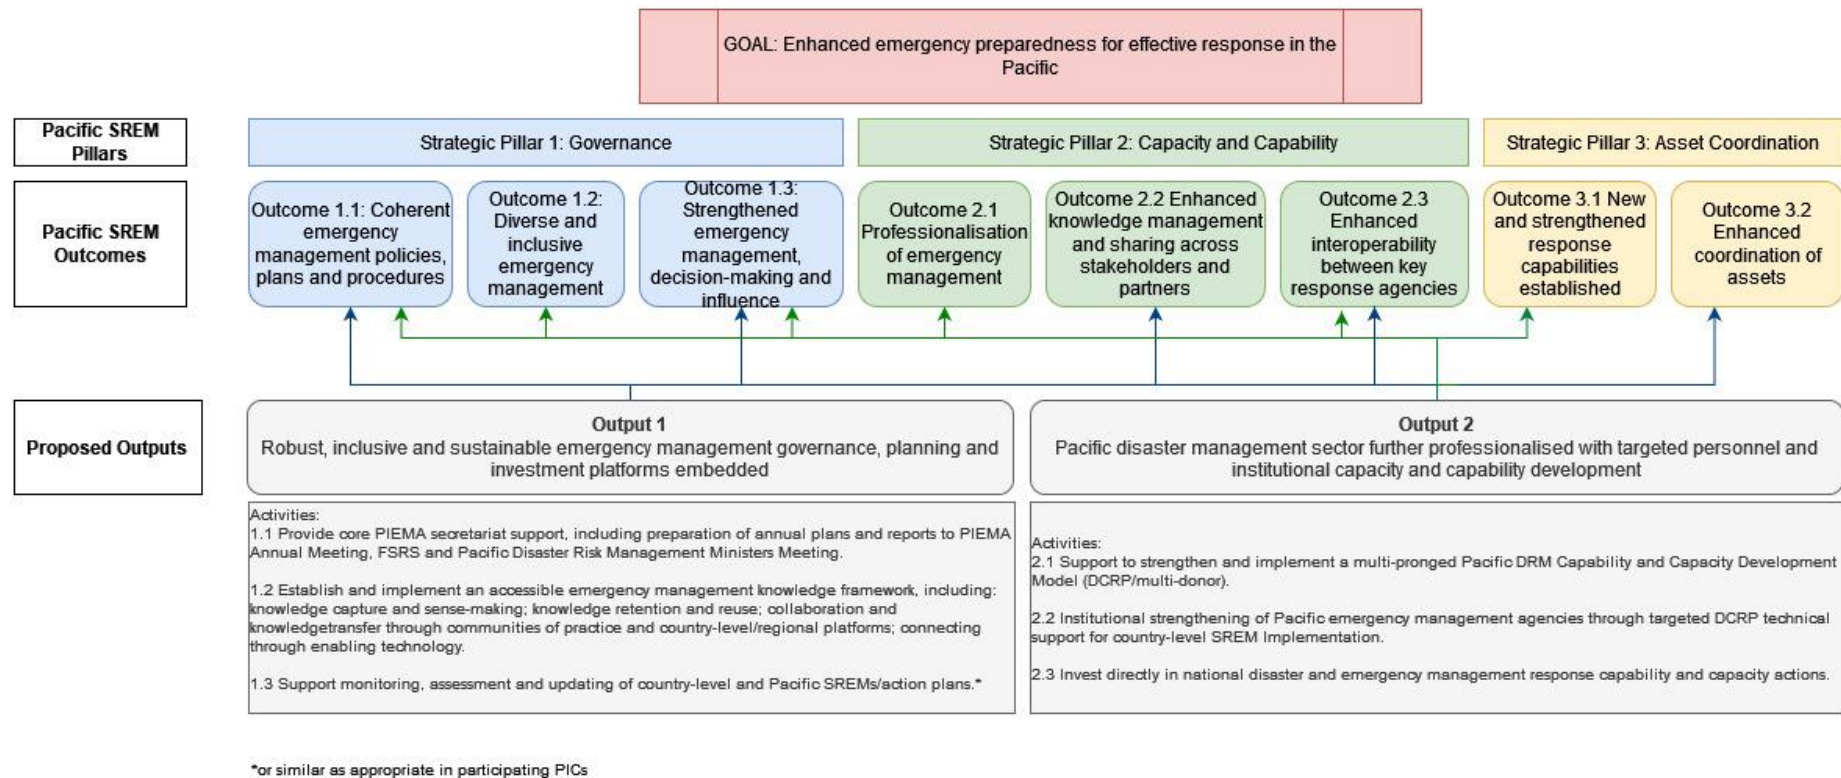 GOAL: Enhanced emergency preparedness for effective response in the
Pacific
Pacific SREM
Pillars
Strategic Pillar 1: Governance
Strategic Pillar 2: Capacity and Capability
Strategic Pillar 3: Asset Coordination
Pacific SREM
Outcomes
Outcome 1.1: Coherent
emergency
management policies,
plans and procedures
Outcome 1.2:
Diverse and
inclusive
emergency
management
Outcome 1.3:
Strengthened
emergency
management,
decision-making and
influence
Outcome 2.1
Professionalisation
of emergency
management
Outcome 2.2 Enhanced
knowledge management
and sharing across
stakeholders and
partners
Outcome 2.3
Enhanced
interoperability
between key
response agencies
Outcome 3.1 New
and strengthened
response
capabilities
established
Outcome 3.2
Enhanced
coordination of
assets
Proposed Outputs
Output 1
Robust, inclusive and sustainable emergency management governance, planning and
investment platforms embedded
Output 2
Pacific disaster management sector further professionalised with targeted personnel and
institutional capacity and capability development
Activities:
1.1 Provide core PIEMA secretariat support, including preparation of annual plans and reports to PIEMA
Annual Meeting, FSRS and Pacific Disaster Risk Management Ministers Meeting.
1.2 Establish and implement an accessible emergency management knowledge framework, including:
knowledge capture and sense-making; knowledge retention and reuse; collaboration and
knowledgetransfer through communities of practice and country-level/regional platforms; connecting
through enabling technology.
1.3 Support monitoring, assessment and updating of country-level and Pacific SREMs/action plans.*
Activities:
2.1 Support to strengthen and implement a multi-pronged Pacific DRM Capability and Capacity Development
Model (DCRP/multi-donor).
2.2 Institutional strengthening of Pacific emergency management agencies through targeted DCRP technical
support for country-level SREM Implementation.
2.3 Invest directly in national disaster and emergency management response capability and capacity actions.
*or similar as appropriate in participating PICs